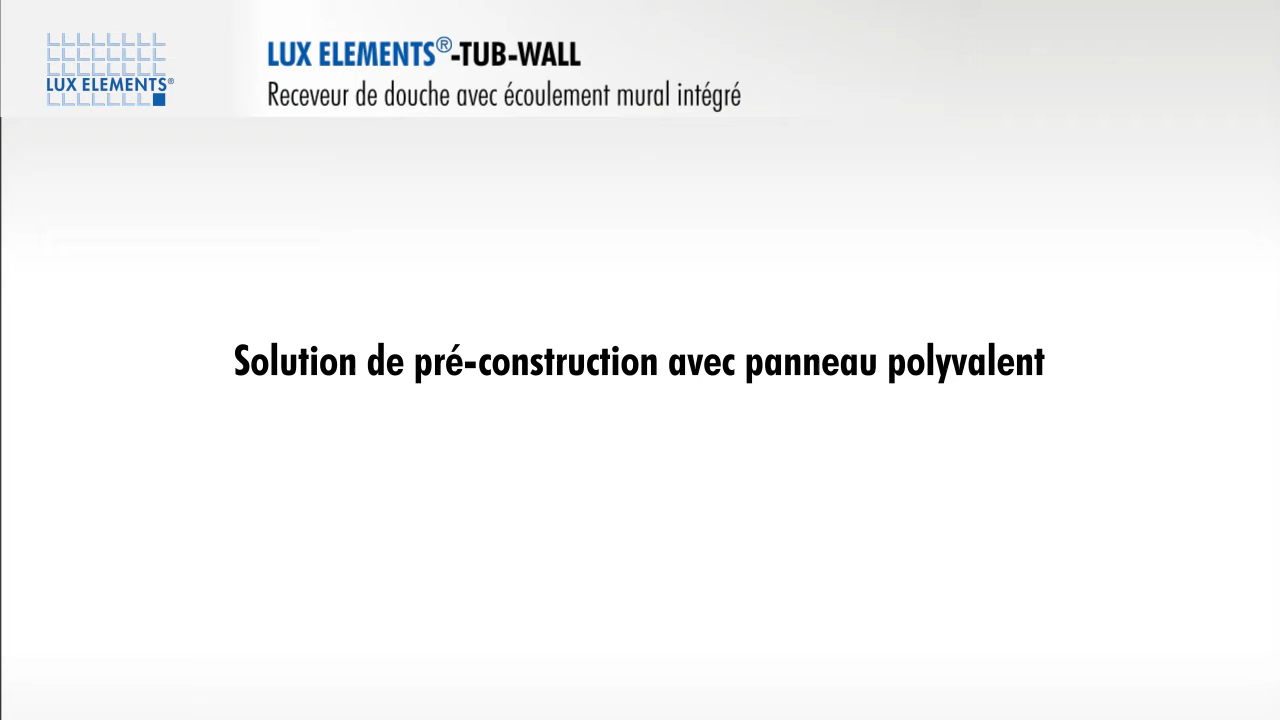 LUX ELEMENTS®
LUX ELEMENTS®-TUB-WALL
Receveur de douche avec écoulement mural intégré
Solution de pré-construction avec panneau polyvalent